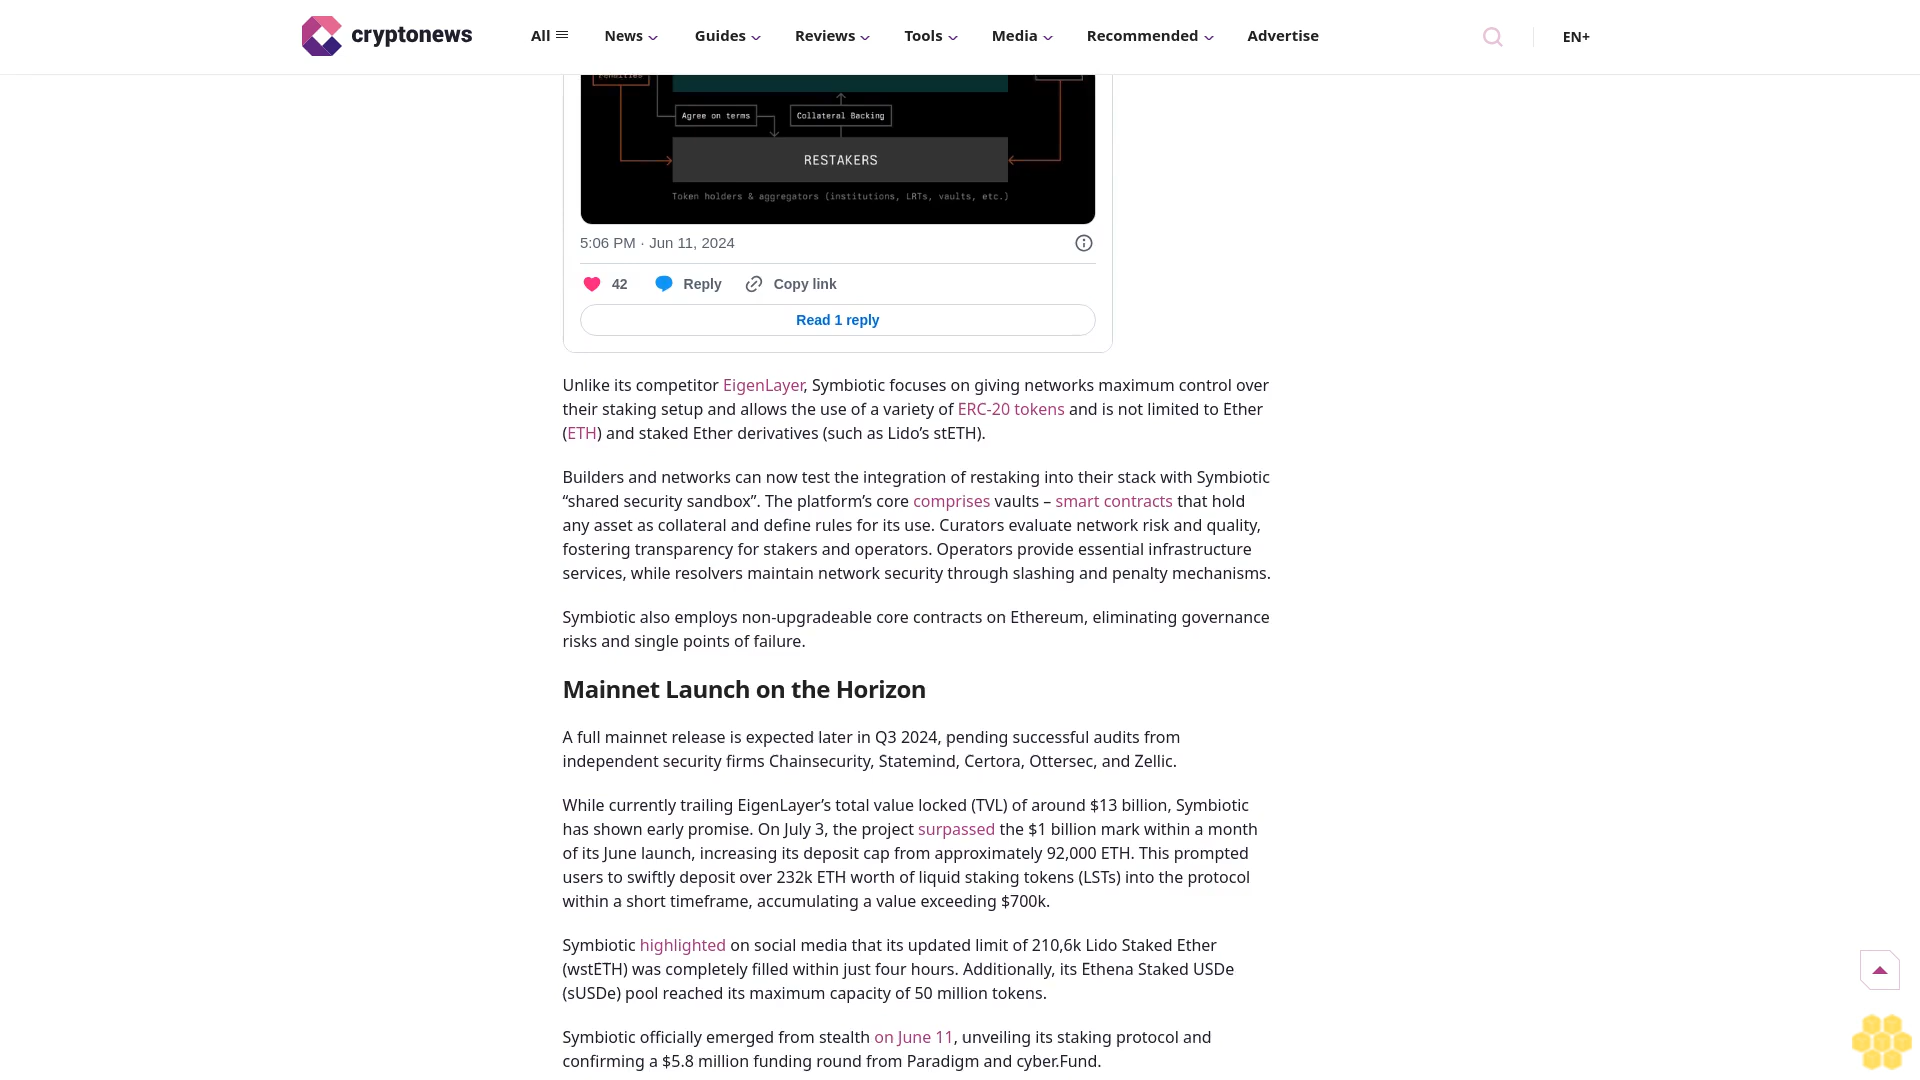 cryptonews
All
News
Guides
Reviews
Tools
Media
Recommended
Advertise
EN+
Penalties
Agree on terms
Collateral Backing
RESTAKERS
Token holders & aggregators (institutions, LRTs, vaults, etc.)
5:06 PM · Jun 11, 2024
42
Reply
Copy link
Read 1 reply
Unlike its competitor EigenLayer, Symbiotic focuses on giving networks maximum control over
their staking setup and allows the use of a variety of ERC-20 tokens and is not limited to Ether
(ETH) and staked Ether derivatives (such as Lido’s stETH).
Builders and networks can now test the integration of restaking into their stack with Symbiotic
“shared security sandbox”. The platform’s core comprises vaults – smart contracts that hold
any asset as collateral and define rules for its use. Curators evaluate network risk and quality,
fostering transparency for stakers and operators. Operators provide essential infrastructure
services, while resolvers maintain network security through slashing and penalty mechanisms.
Symbiotic also employs non-upgradeable core contracts on Ethereum, eliminating governance
risks and single points of failure.
Mainnet Launch on the Horizon
A full mainnet release is expected later in Q3 2024, pending successful audits from
independent security firms Chainsecurity, Statemind, Certora, Ottersec, and Zellic.
While currently trailing EigenLayer’s total value locked (TVL) of around $13 billion, Symbiotic
has shown early promise. On July 3, the project surpassed the $1 billion mark within a month
of its June launch, increasing its deposit cap from approximately 92,000 ETH. This prompted
users to swiftly deposit over 232k ETH worth of liquid staking tokens (LSTs) into the protocol
within a short timeframe, accumulating a value exceeding $700k.
Symbiotic highlighted on social media that its updated limit of 210,6k Lido Staked Ether
(wstETH) was completely filled within just four hours. Additionally, its Ethena Staked USDe
(sUSDe) pool reached its maximum capacity of 50 million tokens.
Symbiotic officially emerged from stealth on June 11, unveiling its staking protocol and
confirming a $5.8 million funding round from Paradigm and cyber.Fund.